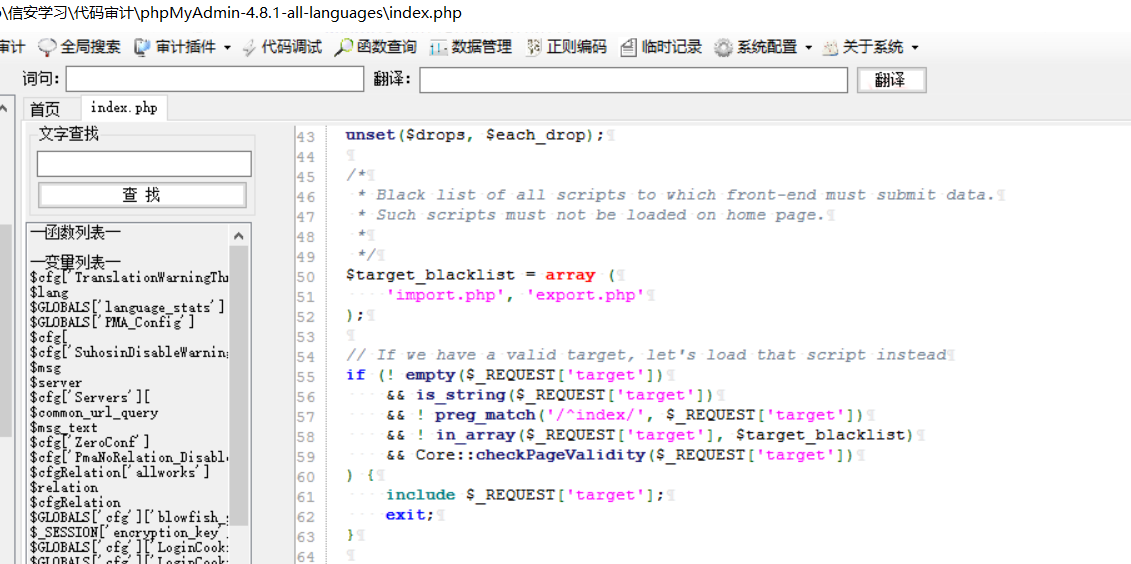 \信安学习\代码审计\phpMyAdmin-4.8.1-all-languages\index.php
审计 全局搜索 审计插件 代码调试 函数查询 数据管理 正则编码 临时记录 系统配置 关于系统
词句: 翻译: 翻译
首页 index.php
文字查找
查 找
一函数列表一
一变量列表一
$cfg['TranslationWarningThr
$lang
$GLOBALS['language_stats']
$GLOBALS['PMA_Config']
$cfg[
$cfg['SuhosinDisableWarning
$msg
$server
$cfg['Servers'][
$common_url_query
$msg_text
$cfg['ZeroConf']
$cfg['PmaNoRelation_Disabl
$cfgRelation['allworks']
$relation
$cfgRelation
$GLOBALS['cfg']['blowfish_s
$_SESSION['encryption_key'
$GLOBALS['cfg']['LoginCook
$GLOBALS['cfg']['LoginCook
43 unset($drops, $each_drop);
44
45 /*
46 * Black list of all scripts to which front-end must submit data.
47 * Such scripts must not be loaded on home page.
48 *
49 */
50 $target_blacklist = array (
51 'import.php', 'export.php'
52 );
53
54 // If we have a valid target, let's load that script instead
55 if (! empty($_REQUEST['target'])
56 && is_string($_REQUEST['target'])
57 && ! preg_match('/^index/', $_REQUEST['target'])
58 && ! in_array($_REQUEST['target'], $target_blacklist)
59 && Core::checkPageValidity($_REQUEST['target'])
60 ) {
61 include $_REQUEST['target'];
62 exit;
63 }
64